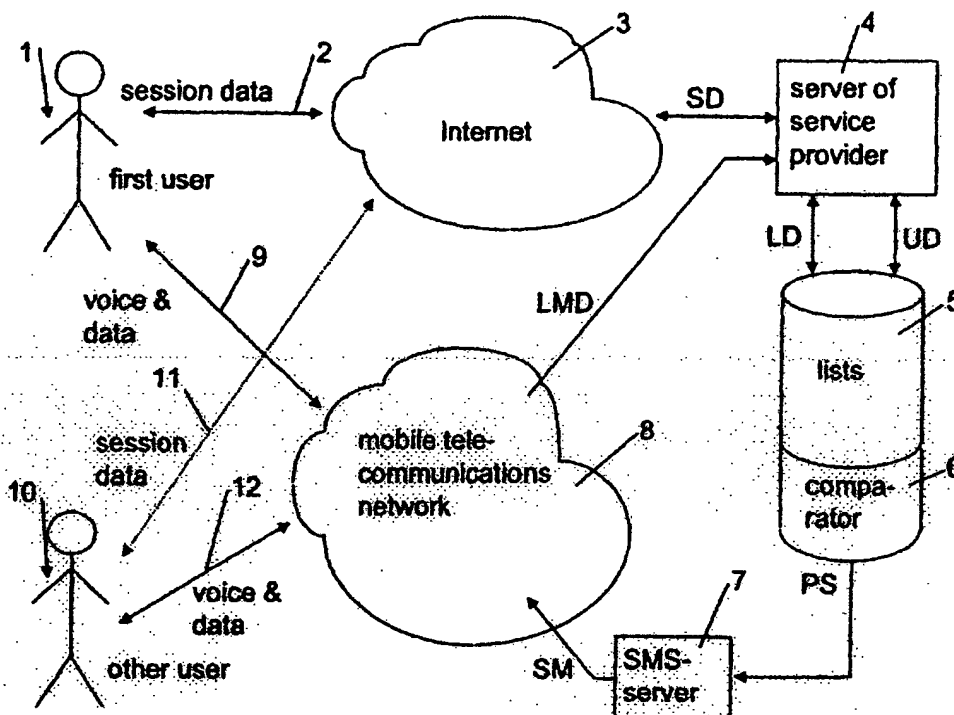 1
2
3
4
session data
Internet
SD
server of
service
provider
first user
LD
UD
9
voice &
data
LMD
5
lists
11
session
data
mobile tele-
communications
network
8
compa-
rator
6
10
12
voice &
data
PS
7
other user
SM
SMS-
server